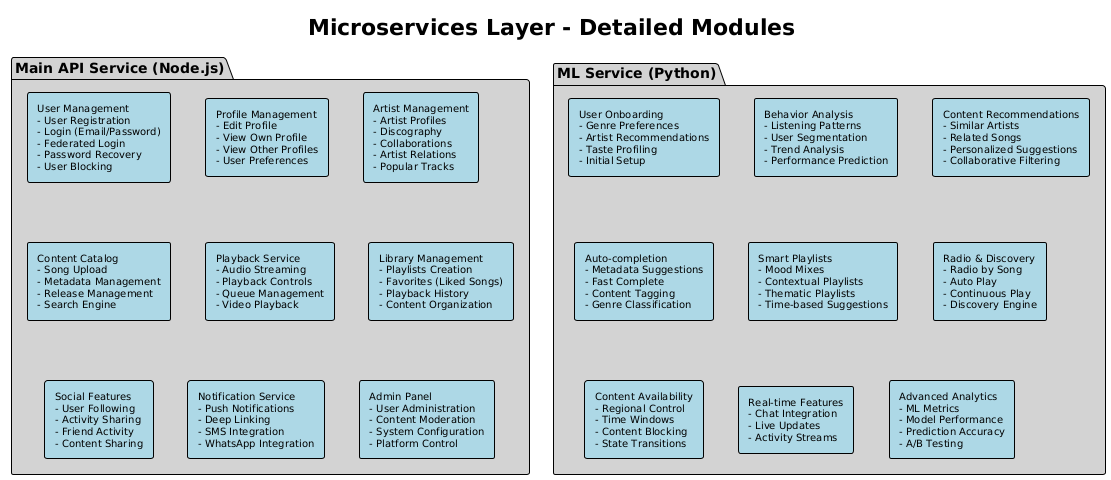 Microservices Layer - Detailed Modules
Main API Service (Node.js)
User Management
- User Registration
- Login (Email/Password)
- Federated Login
- Password Recovery
- User Blocking
Profile Management
- Edit Profile
- View Own Profile
- View Other Profiles
- User Preferences
Artist Management
- Artist Profiles
- Discography
- Collaborations
- Artist Relations
- Popular Tracks
Content Catalog
- Song Upload
- Metadata Management
- Release Management
- Search Engine
Playback Service
- Audio Streaming
- Playback Controls
- Queue Management
- Video Playback
Library Management
- Playlists Creation
- Favorites (Liked Songs)
- Playback History
- Content Organization
Social Features
- User Following
- Activity Sharing
- Friend Activity
- Content Sharing
Notification Service
- Push Notifications
- Deep Linking
- SMS Integration
- WhatsApp Integration
Admin Panel
- User Administration
- Content Moderation
- System Configuration
- Platform Control
ML Service (Python)
User Onboarding
- Genre Preferences
- Artist Recommendations
- Taste Profiling
- Initial Setup
Behavior Analysis
- Listening Patterns
- User Segmentation
- Trend Analysis
- Performance Prediction
Content Recommendations
- Similar Artists
- Related Songs
- Personalized Suggestions
- Collaborative Filtering
Auto-completion
- Metadata Suggestions
- Fast Complete
- Content Tagging
- Genre Classification
Smart Playlists
- Mood Mixes
- Contextual Playlists
- Thematic Playlists
- Time-based Suggestions
Radio & Discovery
- Radio by Song
- Auto Play
- Continuous Play
- Discovery Engine
Content Availability
- Regional Control
- Time Windows
- Content Blocking
- State Transitions
Real-time Features
- Chat Integration
- Live Updates
- Activity Streams
Advanced Analytics
- ML Metrics
- Model Performance
- Prediction Accuracy
- A/B Testing